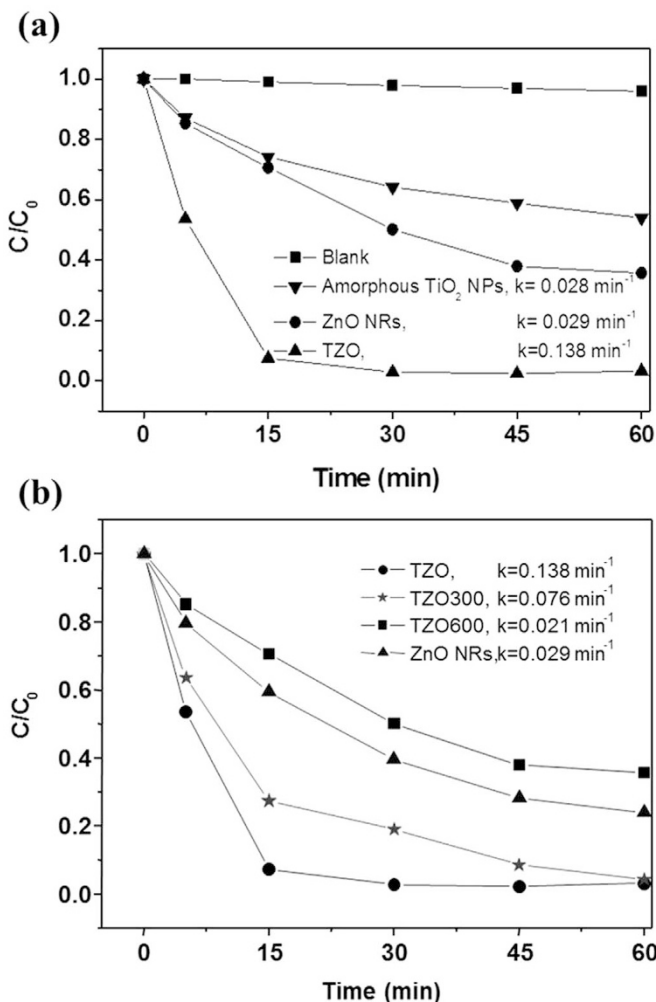 (a)
1.0
0.8
0.6
0.4
0.2
0.0
C/C₀
Blank
Amorphous TiO₂ NPs, k= 0.028 min⁻¹
ZnO NRs, k= 0.029 min⁻¹
TZO, k=0.138 min⁻¹
0 15 30 45 60
Time (min)
(b)
1.0
0.8
0.6
0.4
0.2
0.0
C/C₀
TZO, k=0.138 min⁻¹
TZO300, k=0.076 min⁻¹
TZO600, k=0.021 min⁻¹
ZnO NRs,k=0.029 min⁻¹
0 15 30 45 60
Time (min)